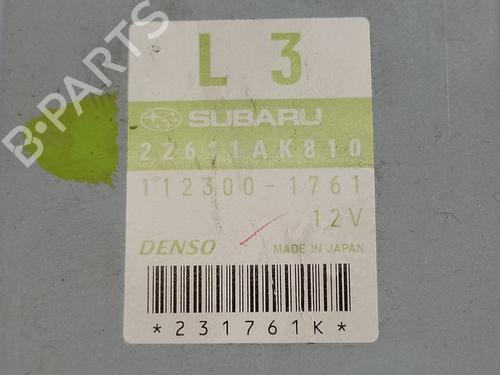 B-PARTS
L 3
SUBARU
22611AK810
112300-1761
12V
DENSO
MADE IN JAPAN
*231761K*